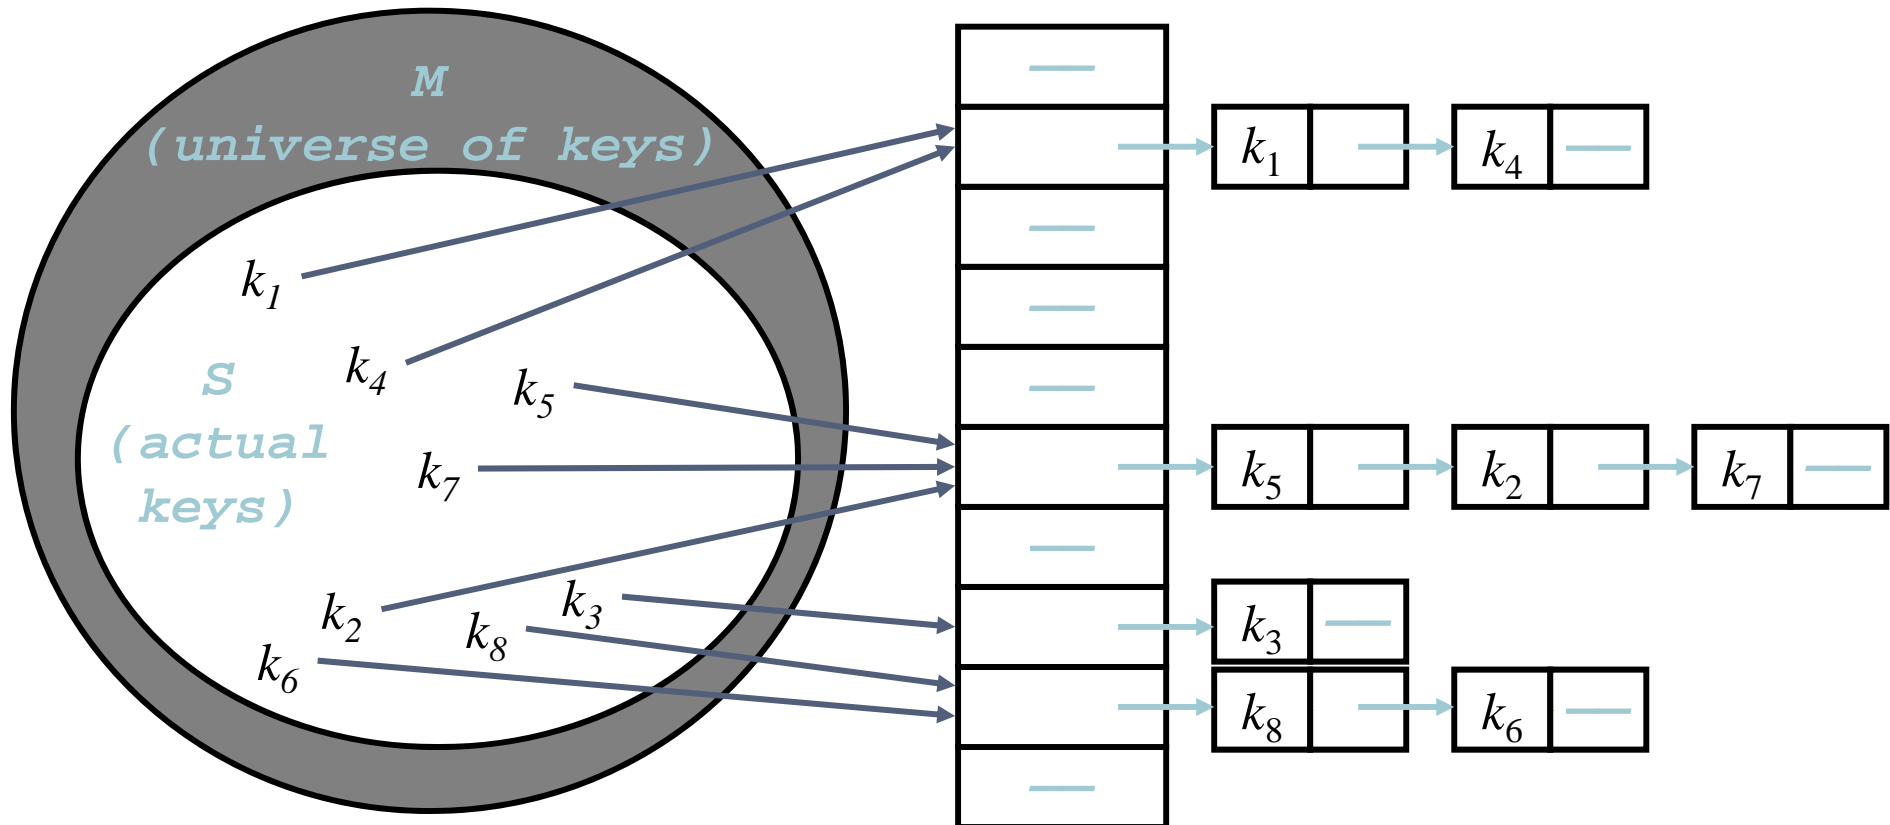 M
(universe of keys)
k1
k4
S
(actual
keys)
k5
k7
k2
k3
k8
k6
k1 k4
k5 k2 k7
k3
k8 k6